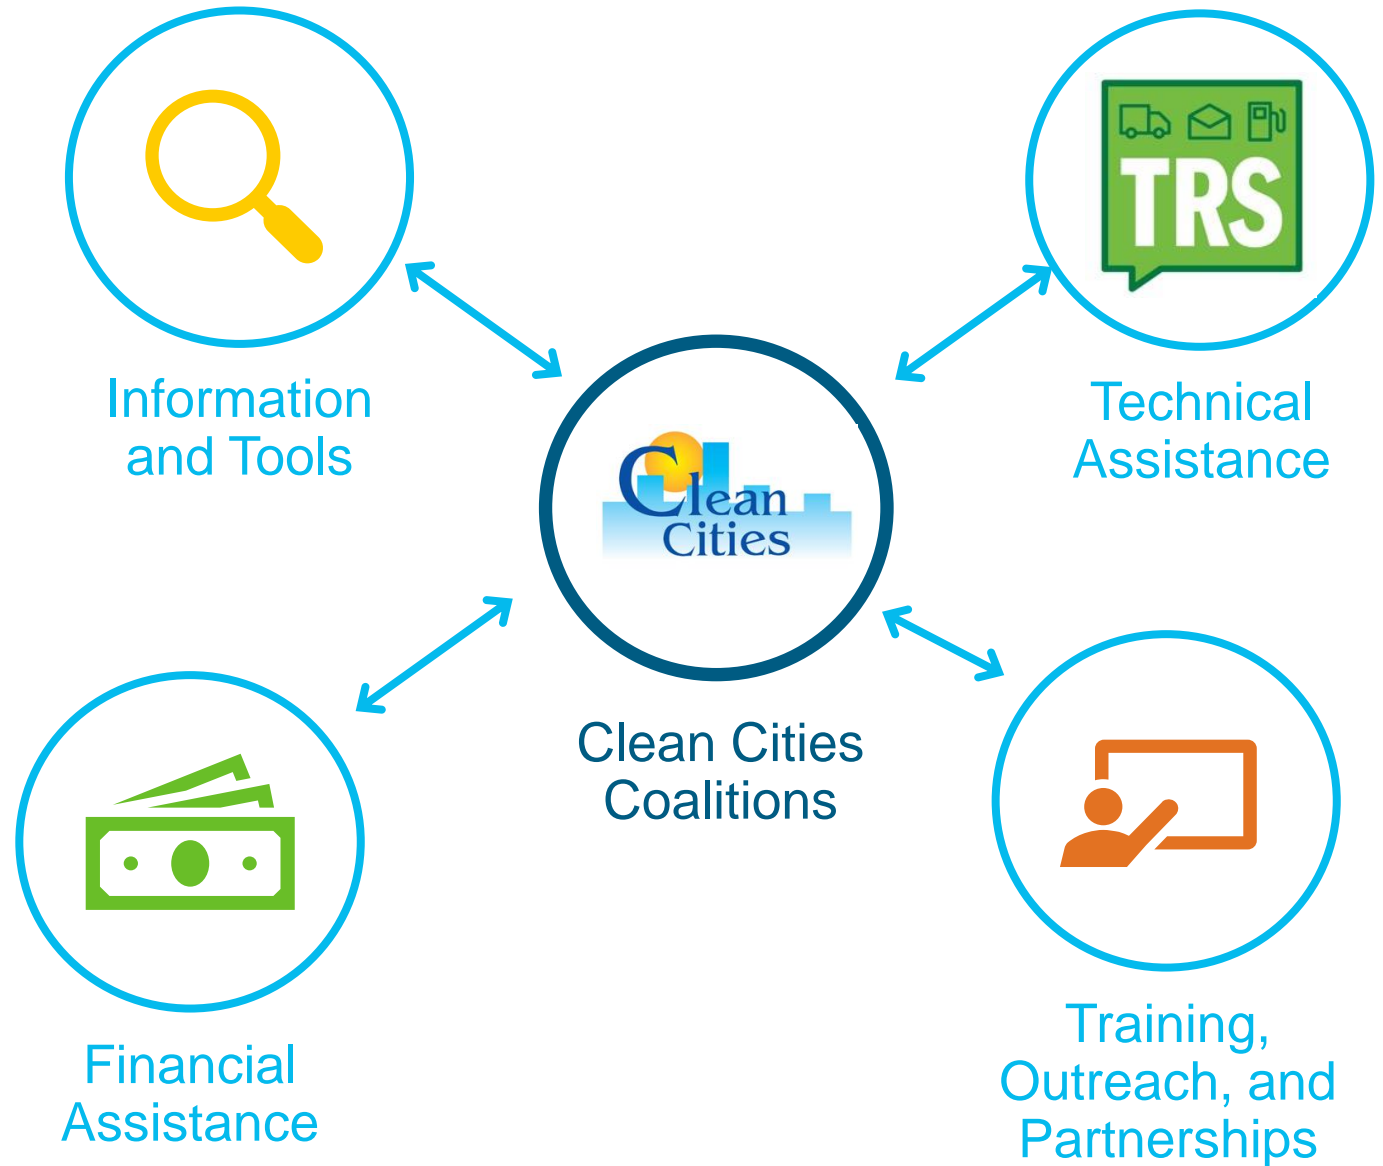 TRS
Information
and Tools
Technical
Assistance
Clean
Cities
Clean Cities
Coalitions
Financial
Assistance
Training,
Outreach, and
Partnerships